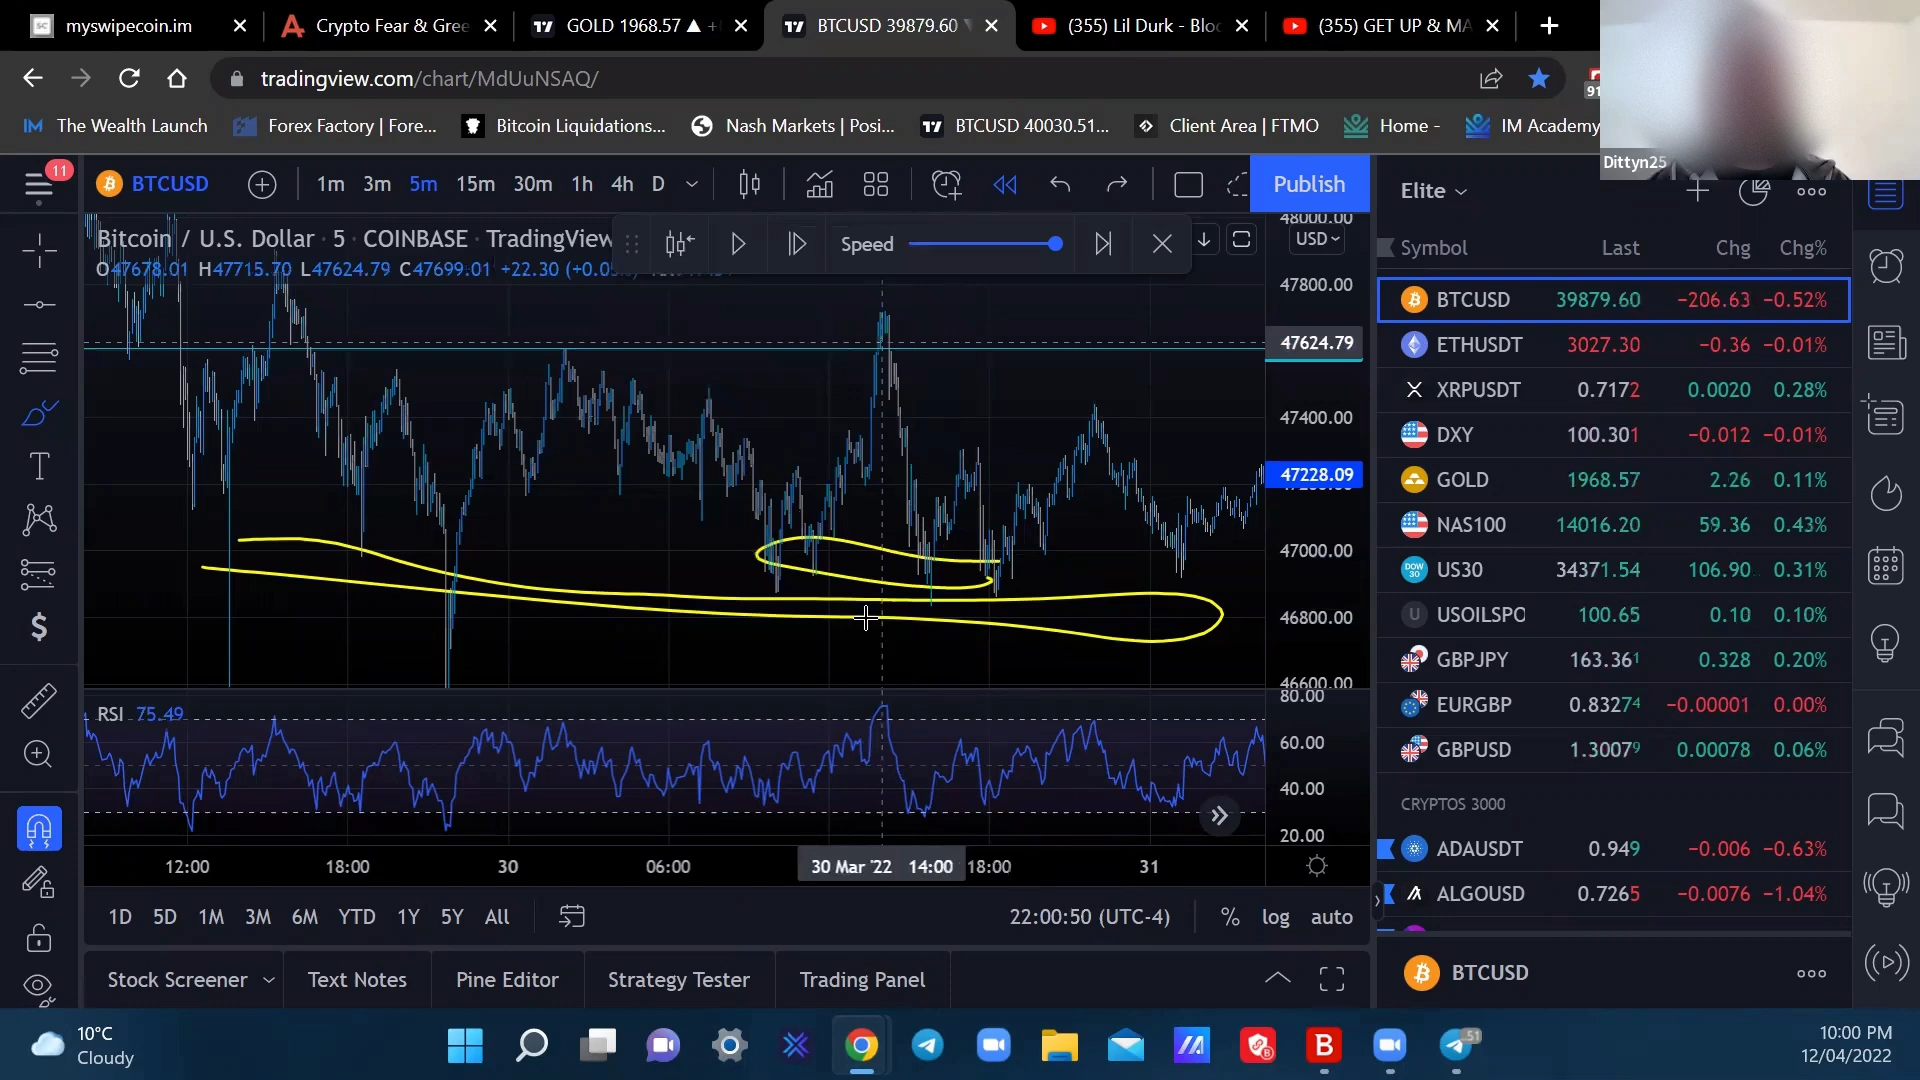 myswipecoin.im
Crypto Fear & Gree
GOLD 1968.57 ▲ +
BTCUSD 39879.60
(355) Lil Durk - Bloc
(355) GET UP & MA
tradingview.com/chart/MdUuNSAQ/
91
IM The Wealth Launch
Forex Factory | Fore...
Bitcoin Liquidations...
Nash Markets | Posi...
BTCUSD 40030.51...
Client Area | FTMO
Home -
IM Academy
Dittyn25
11
BTCUSD
1m 3m 5m 15m 30m 1h 4h D
Publish
Elite
Bitcoin / U.S. Dollar · 5 · COINBASE · TradingView
Speed
USD
O47678.01 H47715.70 L47624.79 C47699.01 +22.30
Symbol Last Chg Chg%
BTCUSD 39879.60 −206.63 −0.52%
ETHUSDT 3027.30 −0.36 −0.01%
XRPUSDT 0.7172 0.0020 0.28%
DXY 100.301 −0.012 −0.01%
GOLD 1968.57 2.26 0.11%
NAS100 14016.20 59.36 0.43%
US30 34371.54 106.90 0.31%
USOILSPO 100.65 0.10 0.10%
GBPJPY 163.361 0.328 0.20%
EURGBP 0.83274 −0.00001 0.00%
GBPUSD 1.30079 0.00078 0.06%
CRYPTOS 3000
ADAUSDT 0.949 −0.006 −0.63%
ALGOUSD 0.7265 −0.0076 −1.04%
BTCUSD
48000.00
47800.00
47624.79
47400.00
47228.09
47000.00
46800.00
46600.00
RSI 75.49
80.00
60.00
40.00
20.00
12:00 18:00 30 06:00 30 Mar '22 14:00 18:00 31
1D 5D 1M 3M 6M YTD 1Y 5Y All
22:00:50 (UTC-4) % log auto
Stock Screener Text Notes Pine Editor Strategy Tester Trading Panel
10°C
Cloudy
51
10:00 PM
12/04/2022